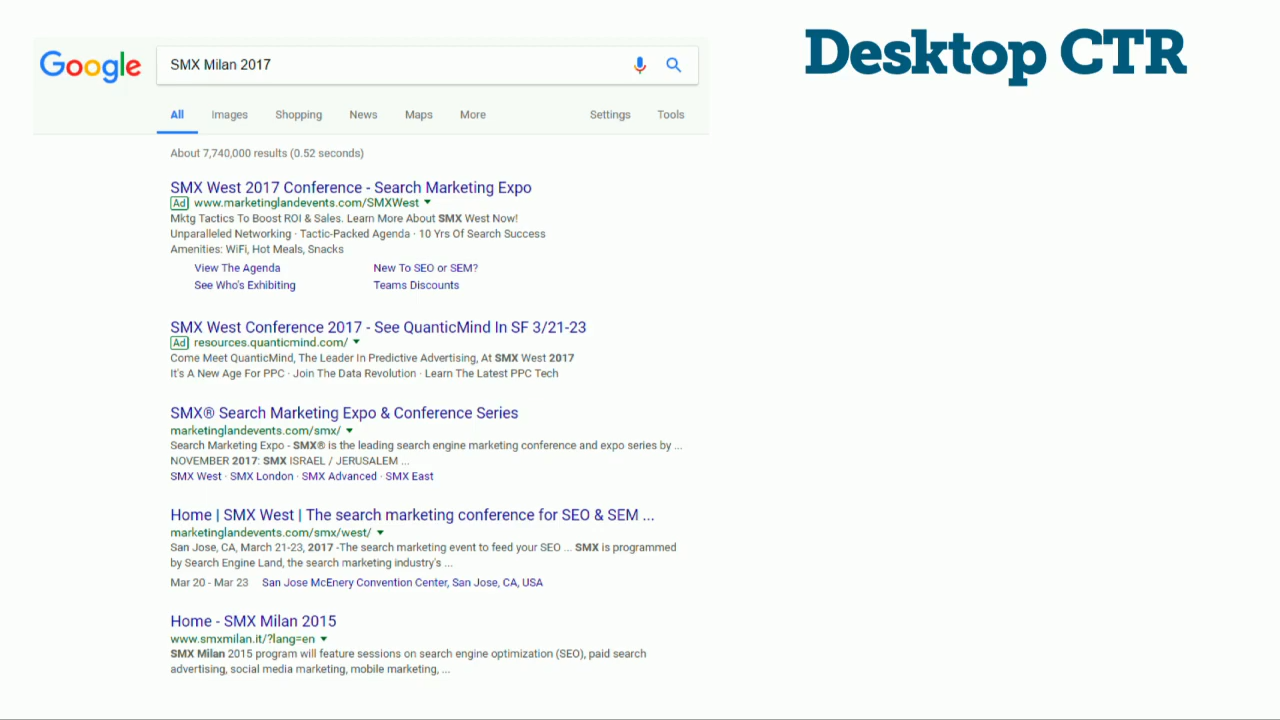 Desktop CTR
Google
SMX Milan 2017
All Images Shopping News Maps More Settings Tools
About 7,740,000 results (0.52 seconds)
SMX West 2017 Conference - Search Marketing Expo
Ad www.marketinglandevents.com/SMXWest
Mktg Tactics To Boost ROI & Sales. Learn More About SMX West Now!
Unparalleled Networking · Tactic-Packed Agenda · 10 Yrs Of Search Success
Amenities: WiFi, Hot Meals, Snacks
View The Agenda New To SEO or SEM?
See Who's Exhibiting Teams Discounts
SMX West Conference 2017 - See QuanticMind In SF 3/21-23
Ad resources.quanticmind.com/
Come Meet QuanticMind, The Leader In Predictive Advertising, At SMX West 2017
It's A New Age For PPC · Join The Data Revolution · Learn The Latest PPC Tech
SMX® Search Marketing Expo & Conference Series
marketinglandevents.com/smx/
Search Marketing Expo - SMX® is the leading search engine marketing conference and expo series by ...
NOVEMBER 2017: SMX ISRAEL / JERUSALEM ...
SMX West · SMX London · SMX Advanced · SMX East
Home | SMX West | The search marketing conference for SEO & SEM ...
marketinglandevents.com/smx/west/
San Jose, CA, March 21-23, 2017 -The search marketing event to feed your SEO ... SMX is programmed
by Search Engine Land, the search marketing industry's ...
Mar 20 - Mar 23 San Jose McEnery Convention Center, San Jose, CA, USA
Home - SMX Milan 2015
www.smxmilan.it/?lang=en
SMX Milan 2015 program will feature sessions on search engine optimization (SEO), paid search
advertising, social media marketing, mobile marketing, ...